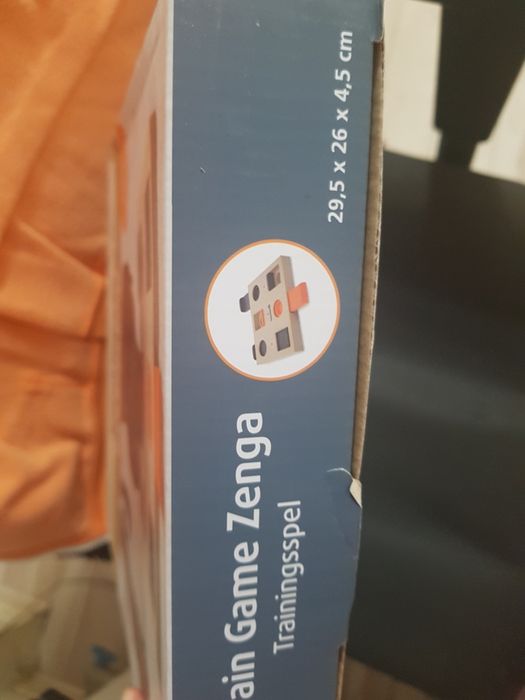 ain Game Zenga
Trainingsspel
29,5 x 26 x 4,5 cm